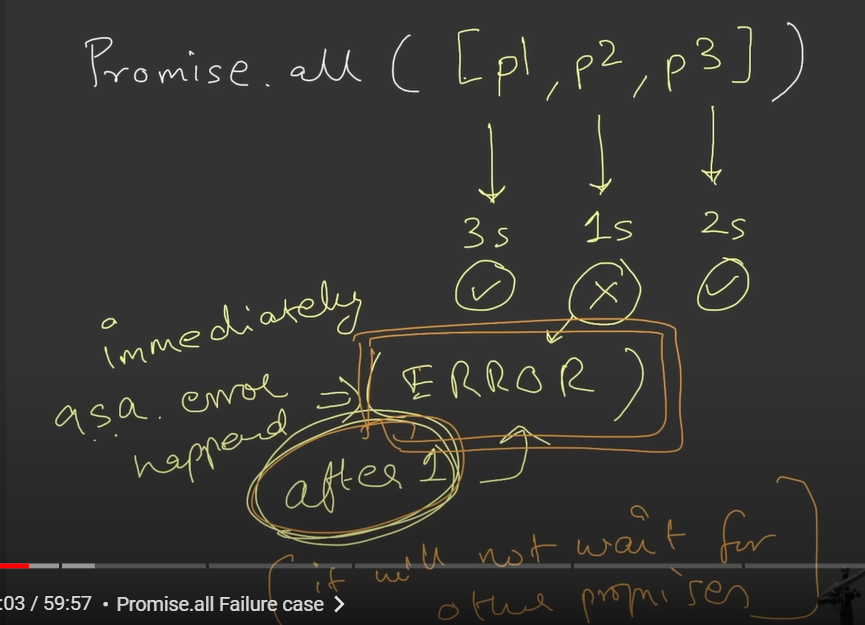 Promise.all ( [p1, p2, p3] )
3s 1s 2s
immediately
(ERROR)
a.s.a. error
happend
after 1
(it will not wait for
other promises)
:03 / 59:57 • Promise.all Failure case